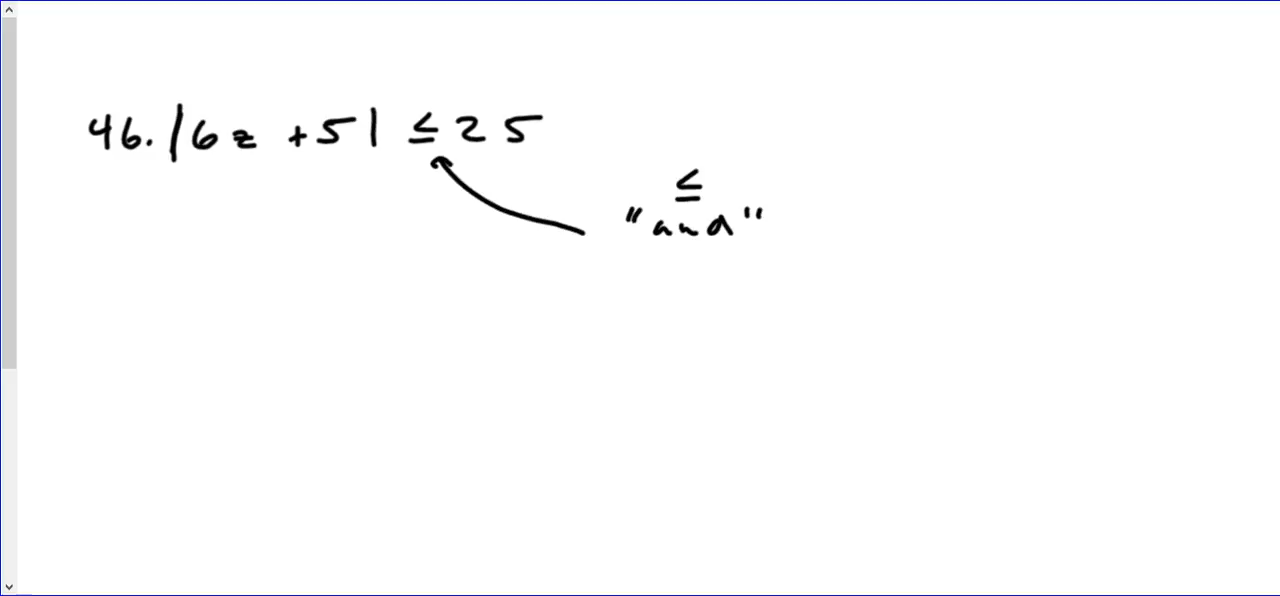 46. |6z +5| ≤ 25
≤
"and"